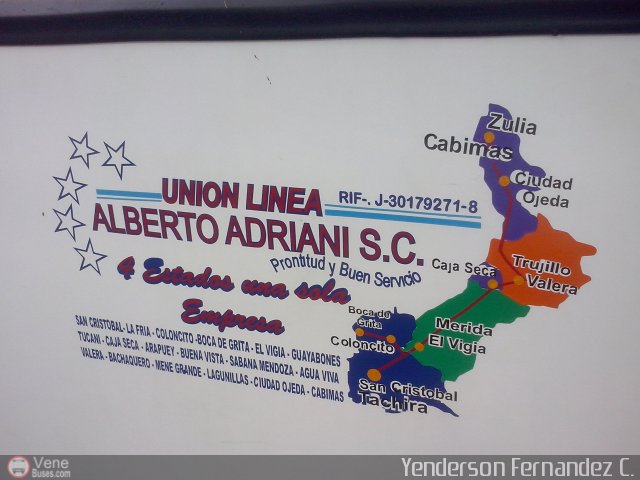 UNION LINEA
RIF-. J-30179271-8
ALBERTO ADRIANI S.C.
Prontitud y Buen Servicio
4 Estados una sola
Empresa
SAN CRISTOBAL- LA FRIA - COLONCITO -BOCA DE GRITA - EL VIGIA - GUAYABONES
TUCANI - CAJA SECA - ARAPUEY - BUENA VISTA - SABANA MENDOZA - AGUA VIVA
VALERA - BACHAQUERO - MENE GRANDE - LAGUNILLAS - CIUDAD OJEDA - CABIMAS
Zulia
Cabimas
Ciudad
Ojeda
Trujillo
Caja Seca
Valera
Boca de
Grita
Merida
Coloncito
El Vigia
San Cristobal
Tachira
Vene
Buses.com
Yenderson Fernandez C.